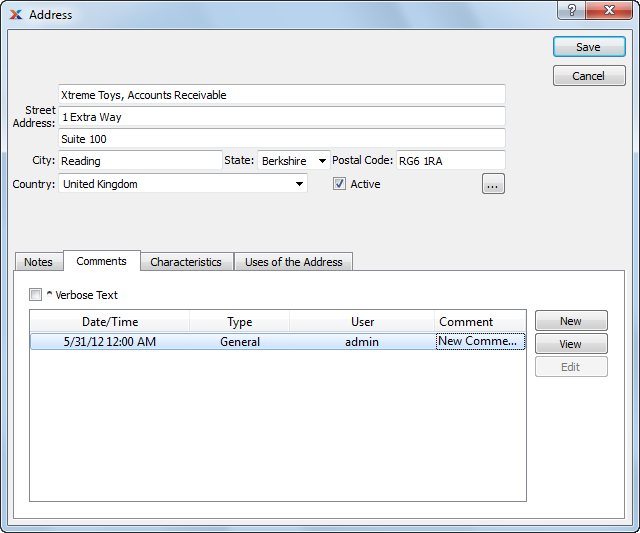 Address
Save
Cancel
Street Address:
Xtreme Toys, Accounts Receivable
1 Extra Way
Suite 100
City: Reading State: Berkshire Postal Code: RG6 1RA
Country: United Kingdom Active ...
Notes Comments Characteristics Uses of the Address
* Verbose Text
Date/Time Type User Comment
5/31/12 12:00 AM General admin New Comme...
New
View
Edit